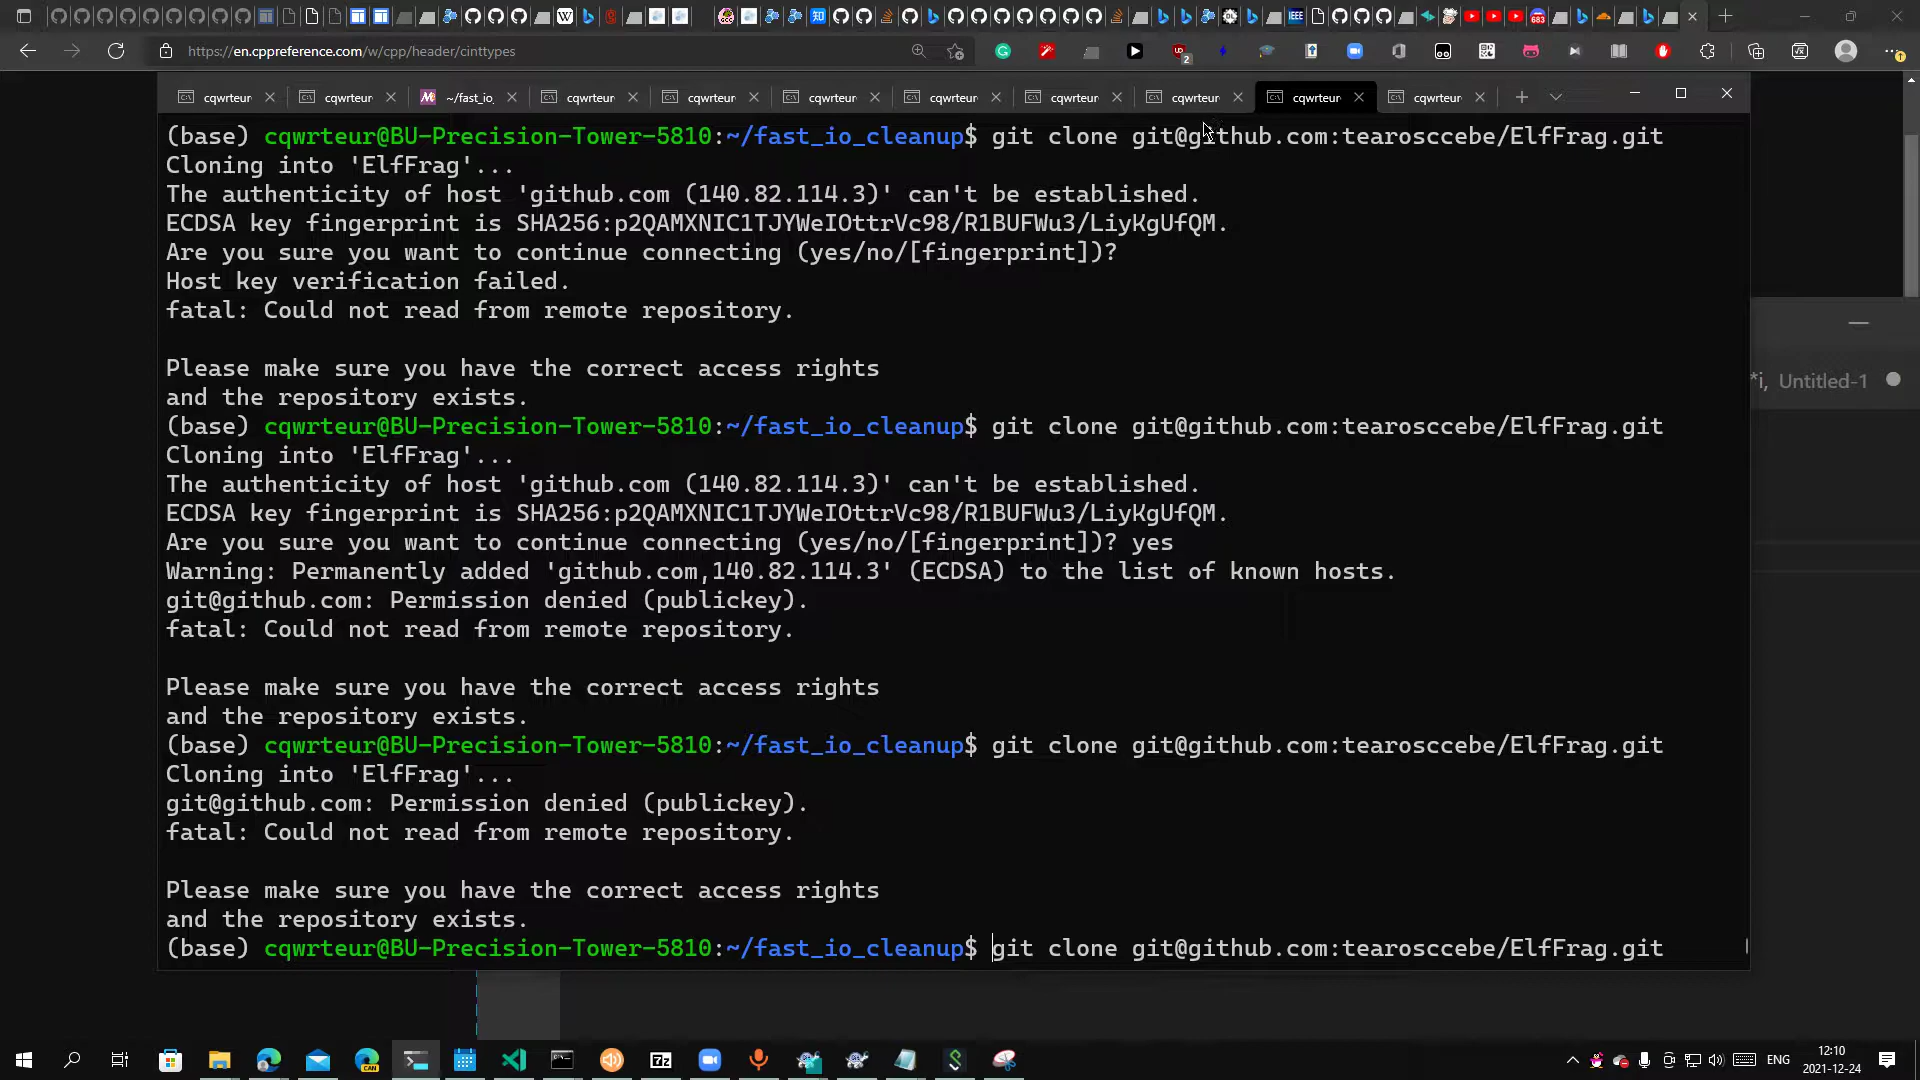 https://en.cppreference.com/w/cpp/header/cinttypes
2
cqwrteur cqwrteur ~/fast_io_ cqwrteur cqwrteur cqwrteur cqwrteur cqwrteur cqwrteur cqwrteur cqwrteur
(base) cqwrteur@BU-Precision-Tower-5810:~/fast_io_cleanup$ git clone git@github.com:tearosccebe/ElfFrag.git
Cloning into 'ElfFrag'...
The authenticity of host 'github.com (140.82.114.3)' can't be established.
ECDSA key fingerprint is SHA256:p2QAMXNIC1TJYWeIOttrVc98/R1BUFWu3/LiyKgUfQM.
Are you sure you want to continue connecting (yes/no/[fingerprint])?
Host key verification failed.
fatal: Could not read from remote repository.
Please make sure you have the correct access rights
*i, Untitled-1
and the repository exists.
(base) cqwrteur@BU-Precision-Tower-5810:~/fast_io_cleanup$ git clone git@github.com:tearosccebe/ElfFrag.git
Cloning into 'ElfFrag'...
The authenticity of host 'github.com (140.82.114.3)' can't be established.
ECDSA key fingerprint is SHA256:p2QAMXNIC1TJYWeIOttrVc98/R1BUFWu3/LiyKgUfQM.
Are you sure you want to continue connecting (yes/no/[fingerprint])? yes
Warning: Permanently added 'github.com,140.82.114.3' (ECDSA) to the list of known hosts.
git@github.com: Permission denied (publickey).
fatal: Could not read from remote repository.
Please make sure you have the correct access rights
and the repository exists.
(base) cqwrteur@BU-Precision-Tower-5810:~/fast_io_cleanup$ git clone git@github.com:tearosccebe/ElfFrag.git
Cloning into 'ElfFrag'...
git@github.com: Permission denied (publickey).
fatal: Could not read from remote repository.
Please make sure you have the correct access rights
and the repository exists.
(base) cqwrteur@BU-Precision-Tower-5810:~/fast_io_cleanup$ git clone git@github.com:tearosccebe/ElfFrag.git
ENG
12:10
2021-12-24